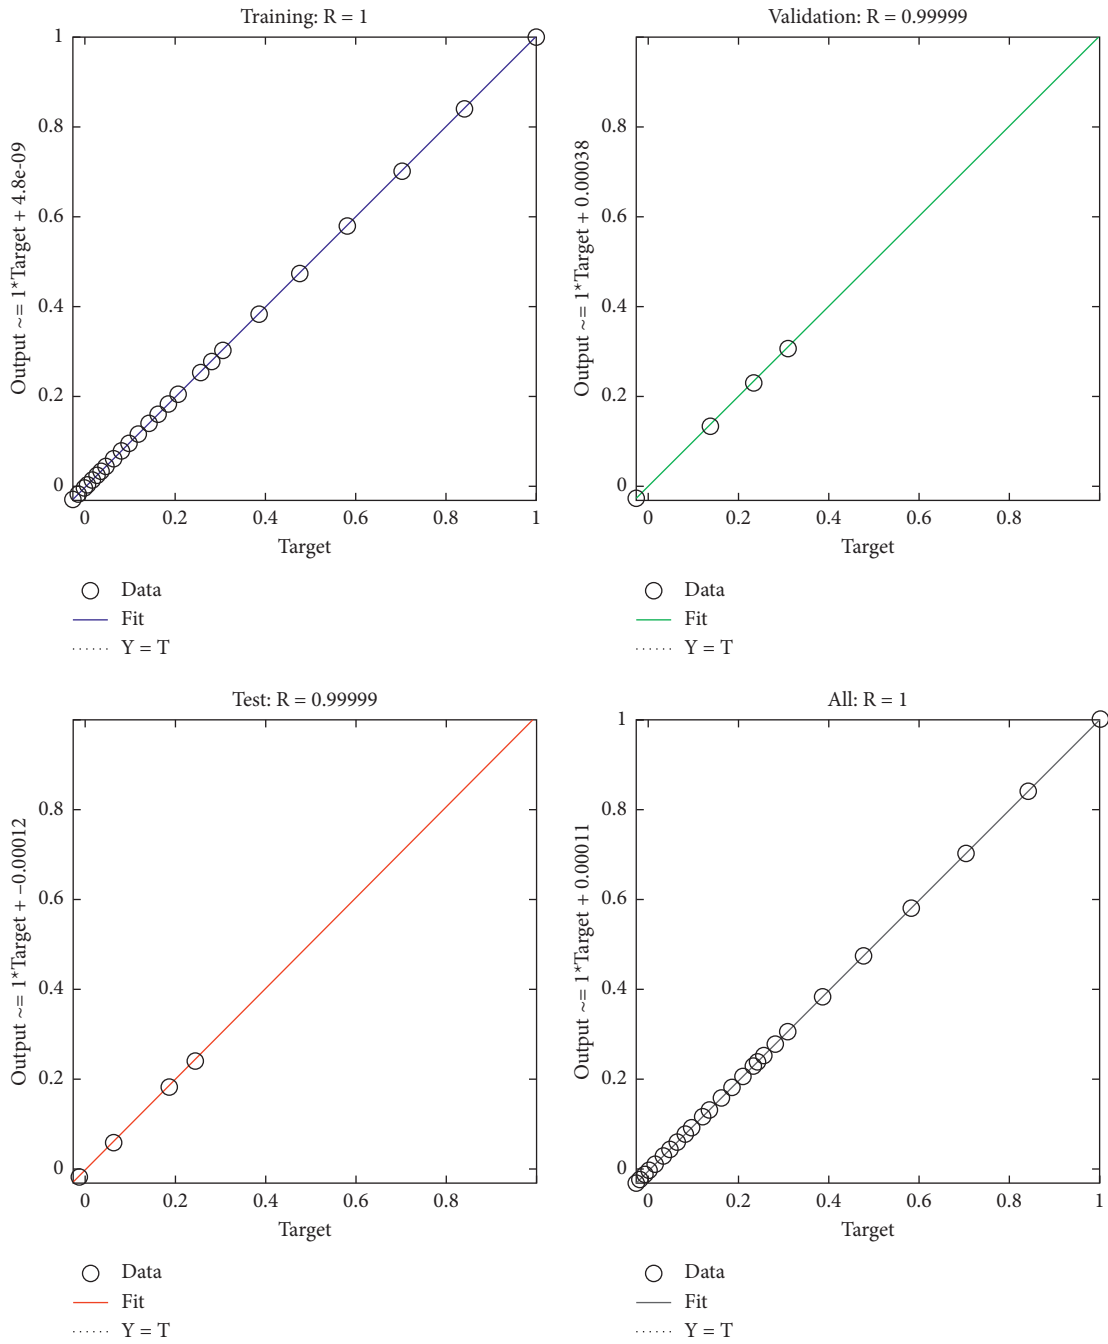 Training: R = 1
Output ~= 1*Target + 4.8e-09
1
0.8
0.6
0.4
0.2
0
0 0.2 0.4 0.6 0.8 1
Target
Data
Fit
Y = T
Validation: R = 0.99999
Output ~= 1*Target + 0.00038
1
0.8
0.6
0.4
0.2
0
0 0.2 0.4 0.6 0.8
Target
Data
Fit
Y = T
Test: R = 0.99999
Output ~= 1*Target + −0.00012
1
0.8
0.6
0.4
0.2
0
0 0.2 0.4 0.6 0.8
Target
Data
Fit
Y = T
All: R = 1
Output ~= 1*Target + 0.00011
1
0.8
0.6
0.4
0.2
0
0 0.2 0.4 0.6 0.8 1
Target
Data
Fit
Y = T